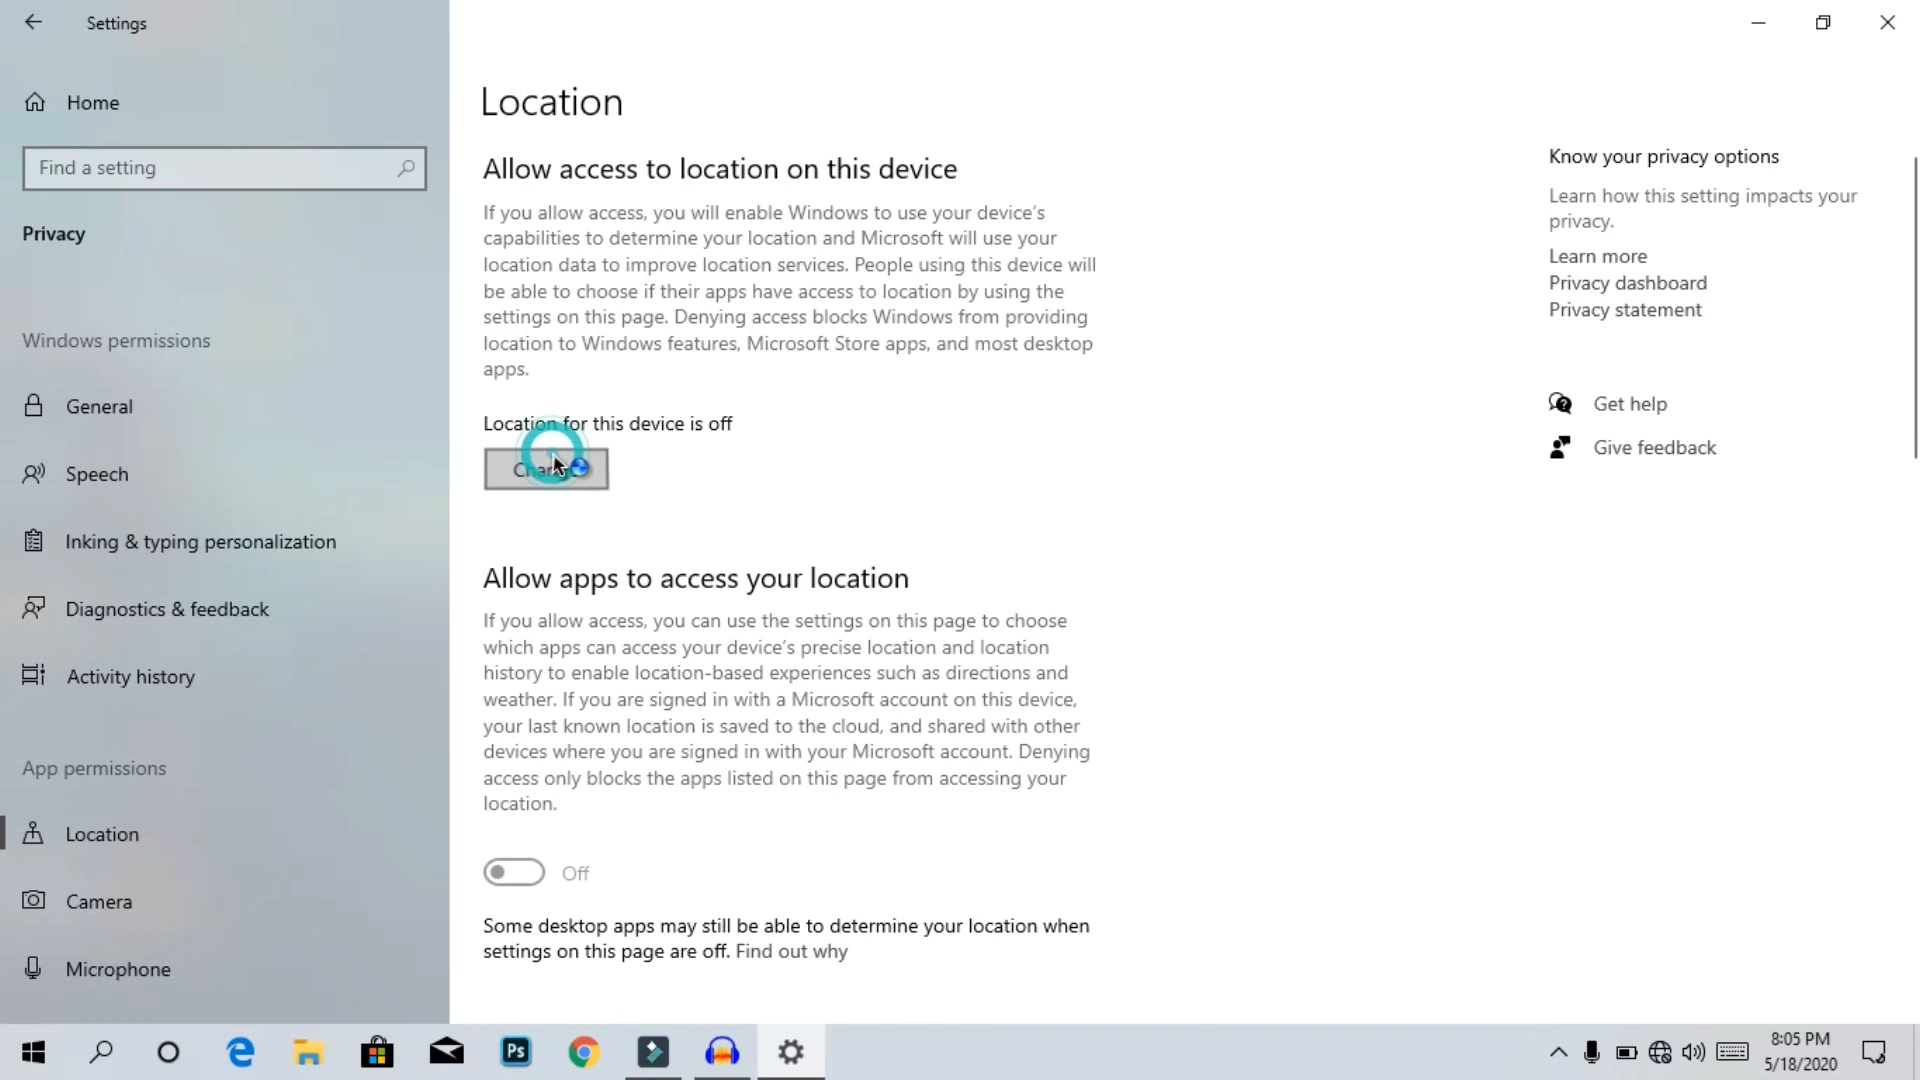 Settings
Home
Find a setting
Privacy
Windows permissions
General
Speech
Inking & typing personalization
Diagnostics & feedback
Activity history
App permissions
Location
Camera
Microphone
Location
Allow access to location on this device
If you allow access, you will enable Windows to use your device's
capabilities to determine your location and Microsoft will use your
location data to improve location services. People using this device will
be able to choose if their apps have access to location by using the
settings on this page. Denying access blocks Windows from providing
location to Windows features, Microsoft Store apps, and most desktop
apps.
Location for this device is off
Change
Allow apps to access your location
If you allow access, you can use the settings on this page to choose
which apps can access your device's precise location and location
history to enable location-based experiences such as directions and
weather. If you are signed in with a Microsoft account on this device,
your last known location is saved to the cloud, and shared with other
devices where you are signed in with your Microsoft account. Denying
access only blocks the apps listed on this page from accessing your
location.
Off
Some desktop apps may still be able to determine your location when
settings on this page are off. Find out why
Know your privacy options
Learn how this setting impacts your
privacy.
Learn more
Privacy dashboard
Privacy statement
Get help
Give feedback
Ps
8:05 PM
5/18/2020